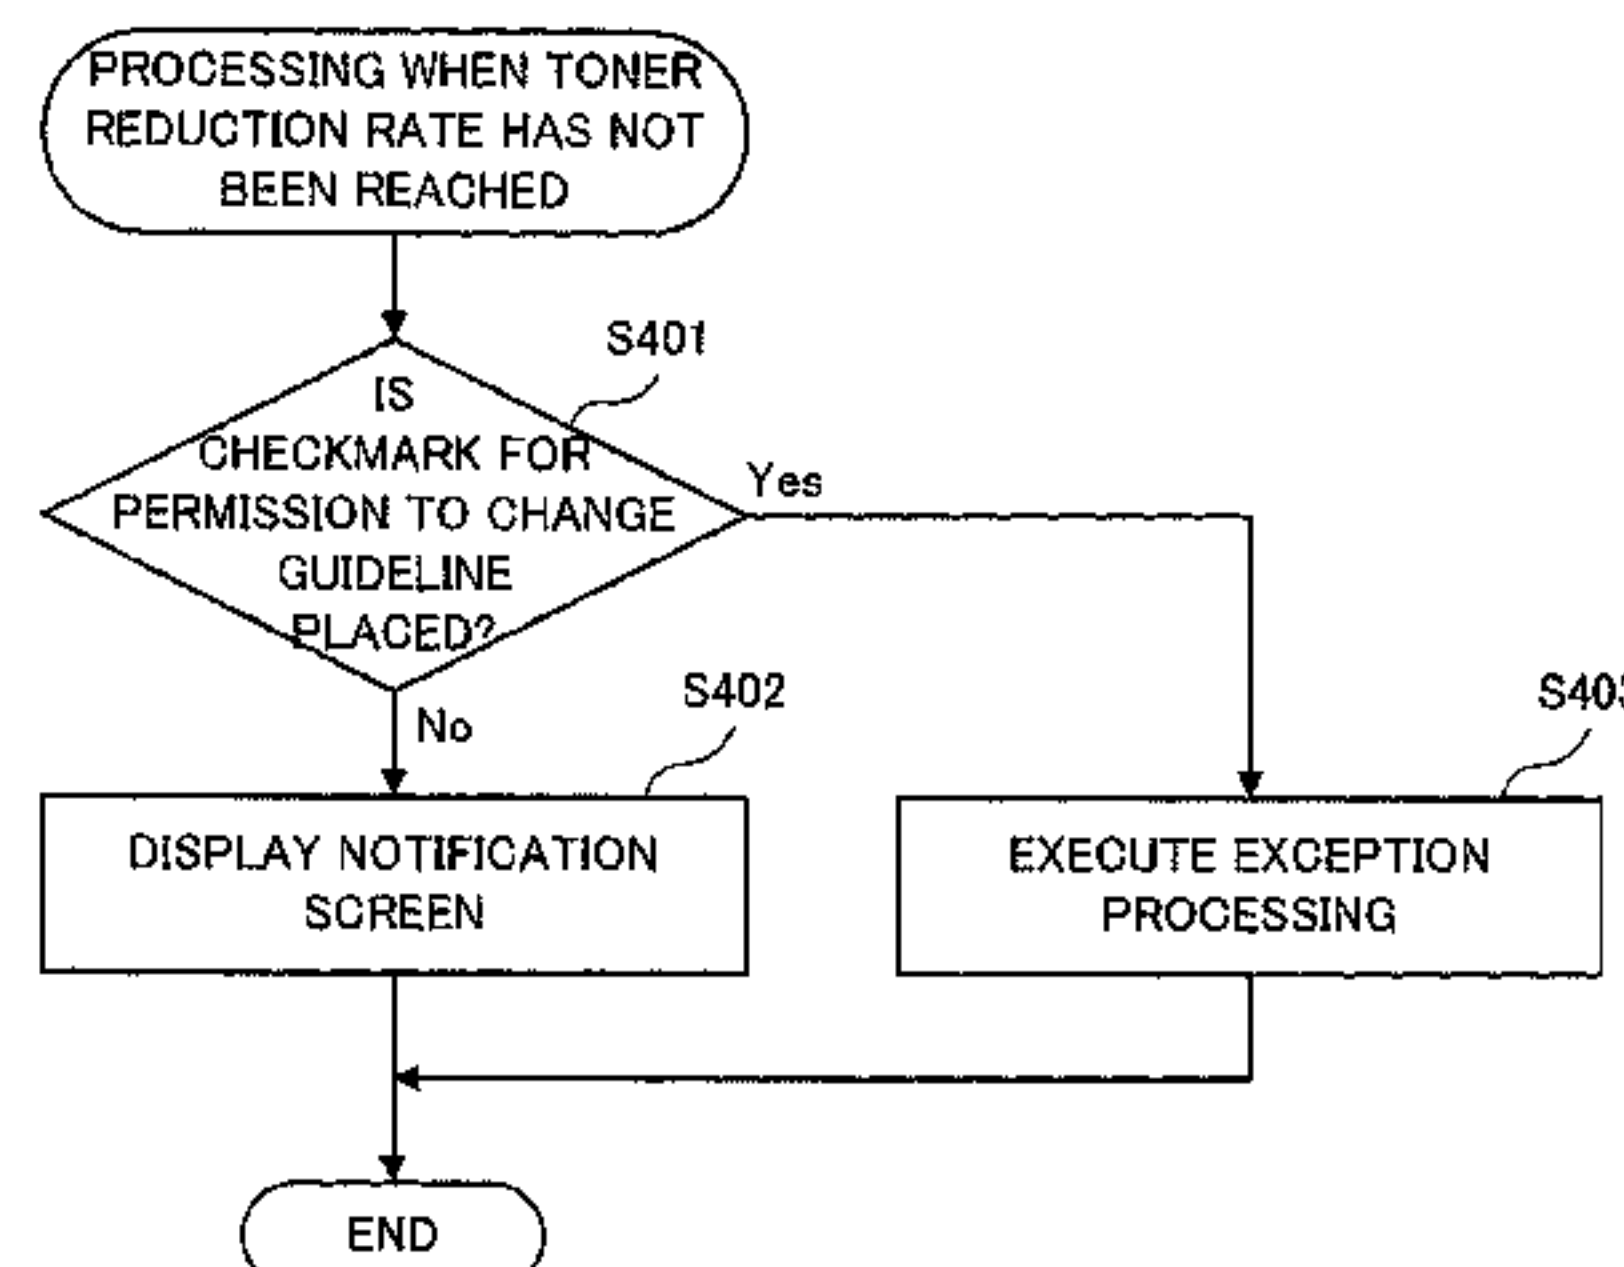 PROCESSING WHEN TONER
REDUCTION RATE HAS NOT
BEEN REACHED
S401
IS
CHECKMARK FOR
PERMISSION TO CHANGE
GUIDELINE
PLACED?
Yes
No
S402
S403
DISPLAY NOTIFICATION
SCREEN
EXECUTE EXCEPTION
PROCESSING
END